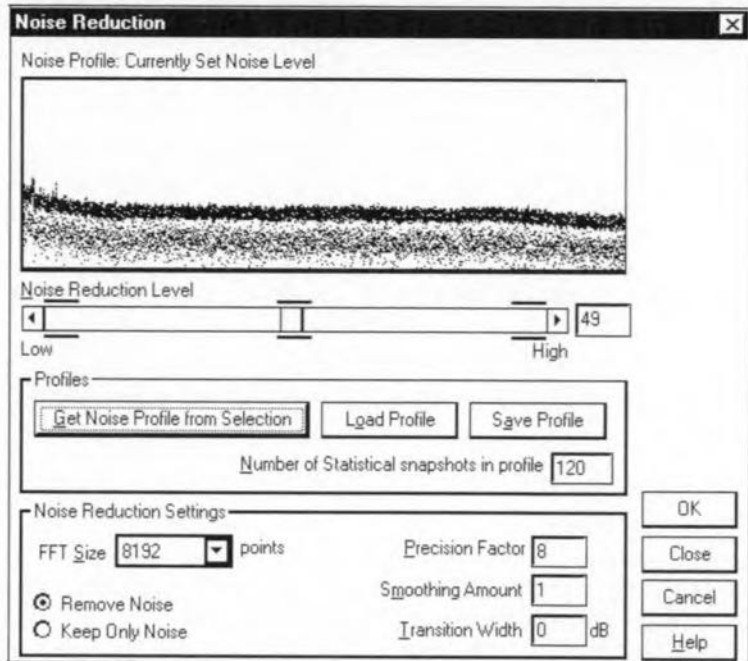 Noise Reduction
Noise Profile: Currently Set Noise Level
Noise Reduction Level
49
Low High
Profiles
Get Noise Profile from Selection Load Profile Save Profile
Number of Statistical snapshots in profile 120
Noise Reduction Settings
FFT Size 8192 points
Remove Noise
Keep Only Noise
Precision Factor 8
Smoothing Amount 1
Transition Width 0 dB
OK
Close
Cancel
Help